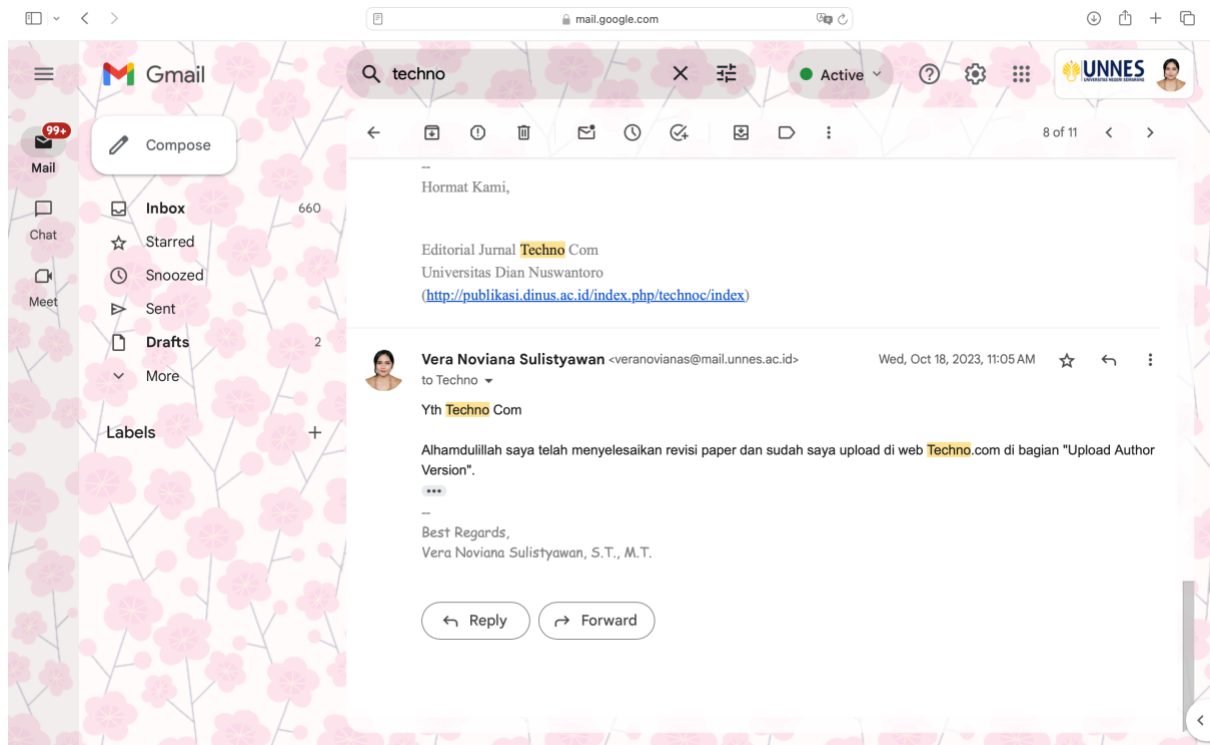 mail.google.com
Gmail
techno
Active
UNNES
UNIVERSITAS NEGERI SEMARANG
99+
Mail
Compose
8 of 11
Chat
Meet
Inbox 660
Starred
Snoozed
Sent
Drafts 2
More
Labels
--
Hormat Kami,
Editorial Jurnal Techno Com
Universitas Dian Nuswantoro
(http://publikasi.dinus.ac.id/index.php/technoc/index)
Vera Noviana Sulistyawan <veranovianas@mail.unnes.ac.id> Wed, Oct 18, 2023, 11:05 AM
to Techno
Yth Techno Com
Alhamdulillah saya telah menyelesaikan revisi paper dan sudah saya upload di web Techno.com di bagian "Upload Author
Version".
--
Best Regards,
Vera Noviana Sulistyawan, S.T., M.T.
Reply Forward